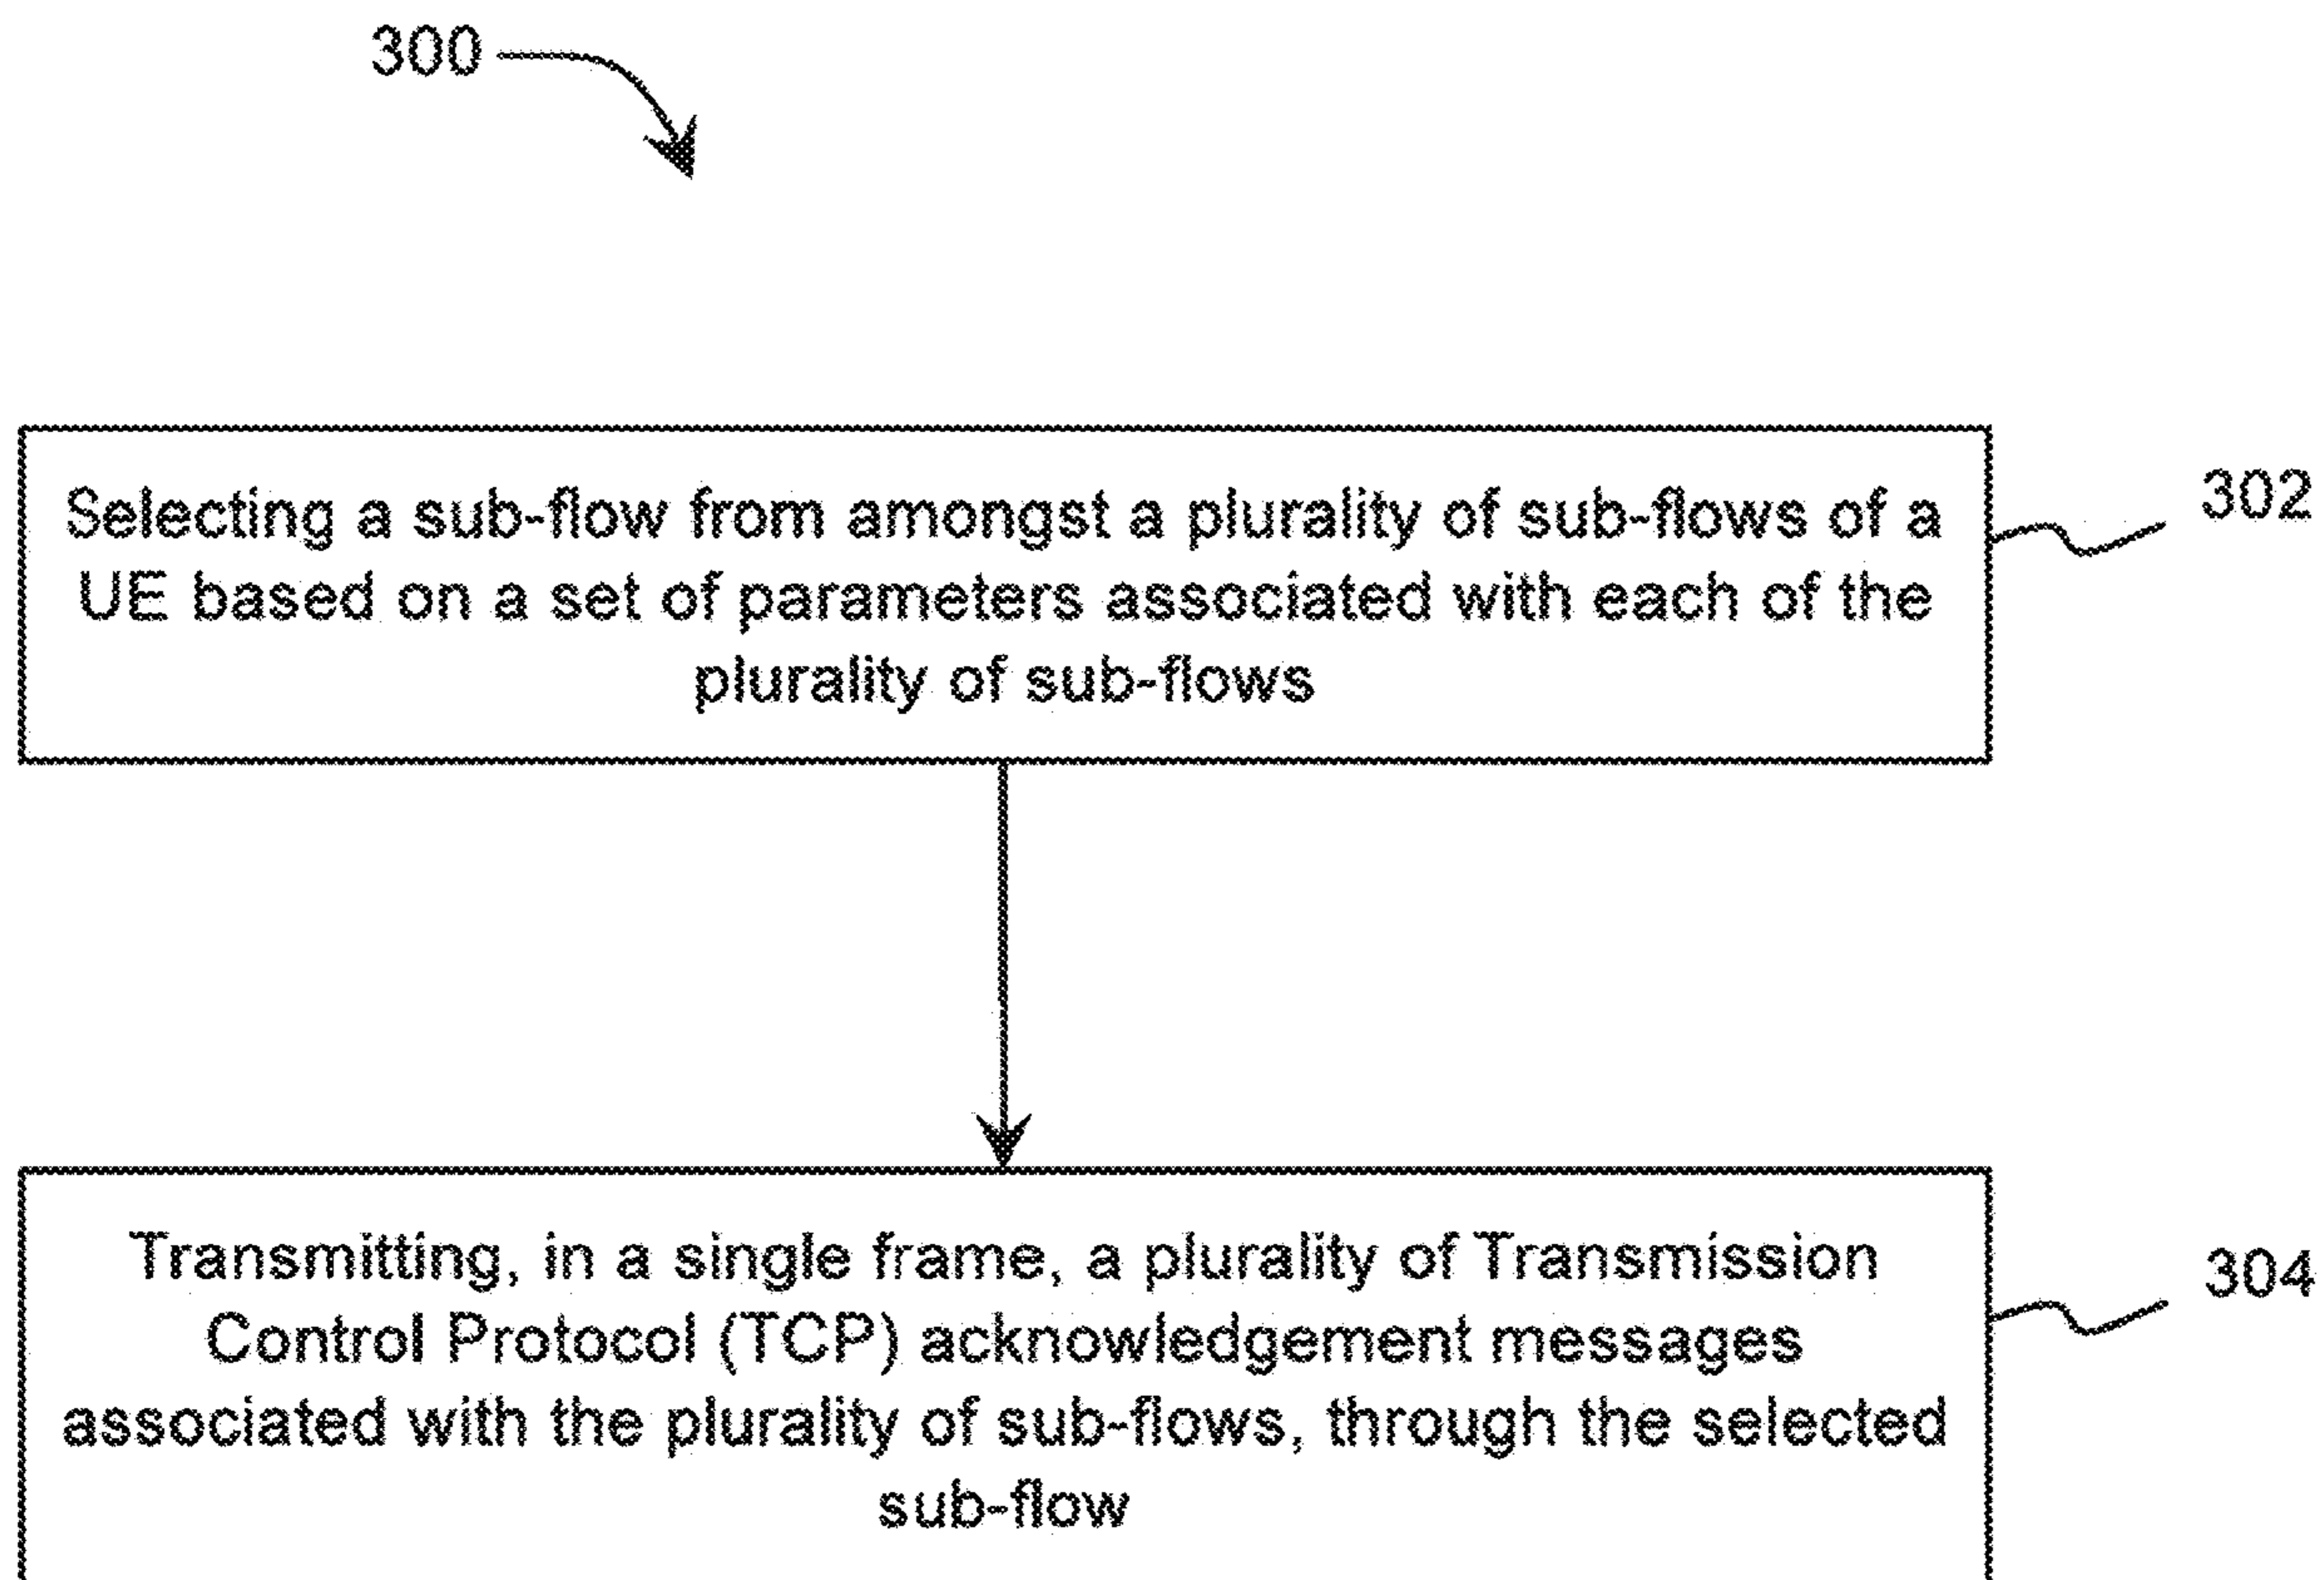 300
Selecting a sub-flow from amongst a plurality of sub-flows of a
UE based on a set of parameters associated with each of the
plurality of sub-flows
302
Transmitting, in a single frame, a plurality of Transmission
Control Protocol (TCP) acknowledgement messages
associated with the plurality of sub-flows, through the selected
sub-flow
304